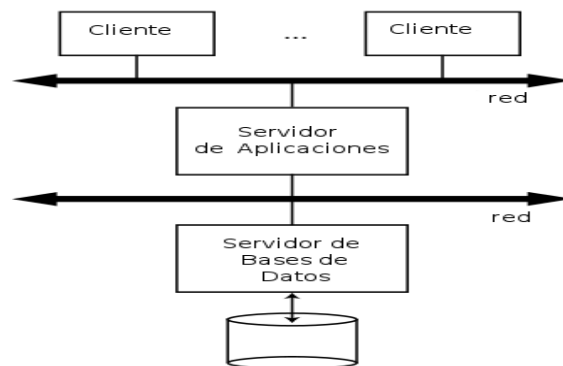 Cliente
...
Cliente
red
Servidor
de Aplicaciones
red
Servidor de
Bases de
Datos